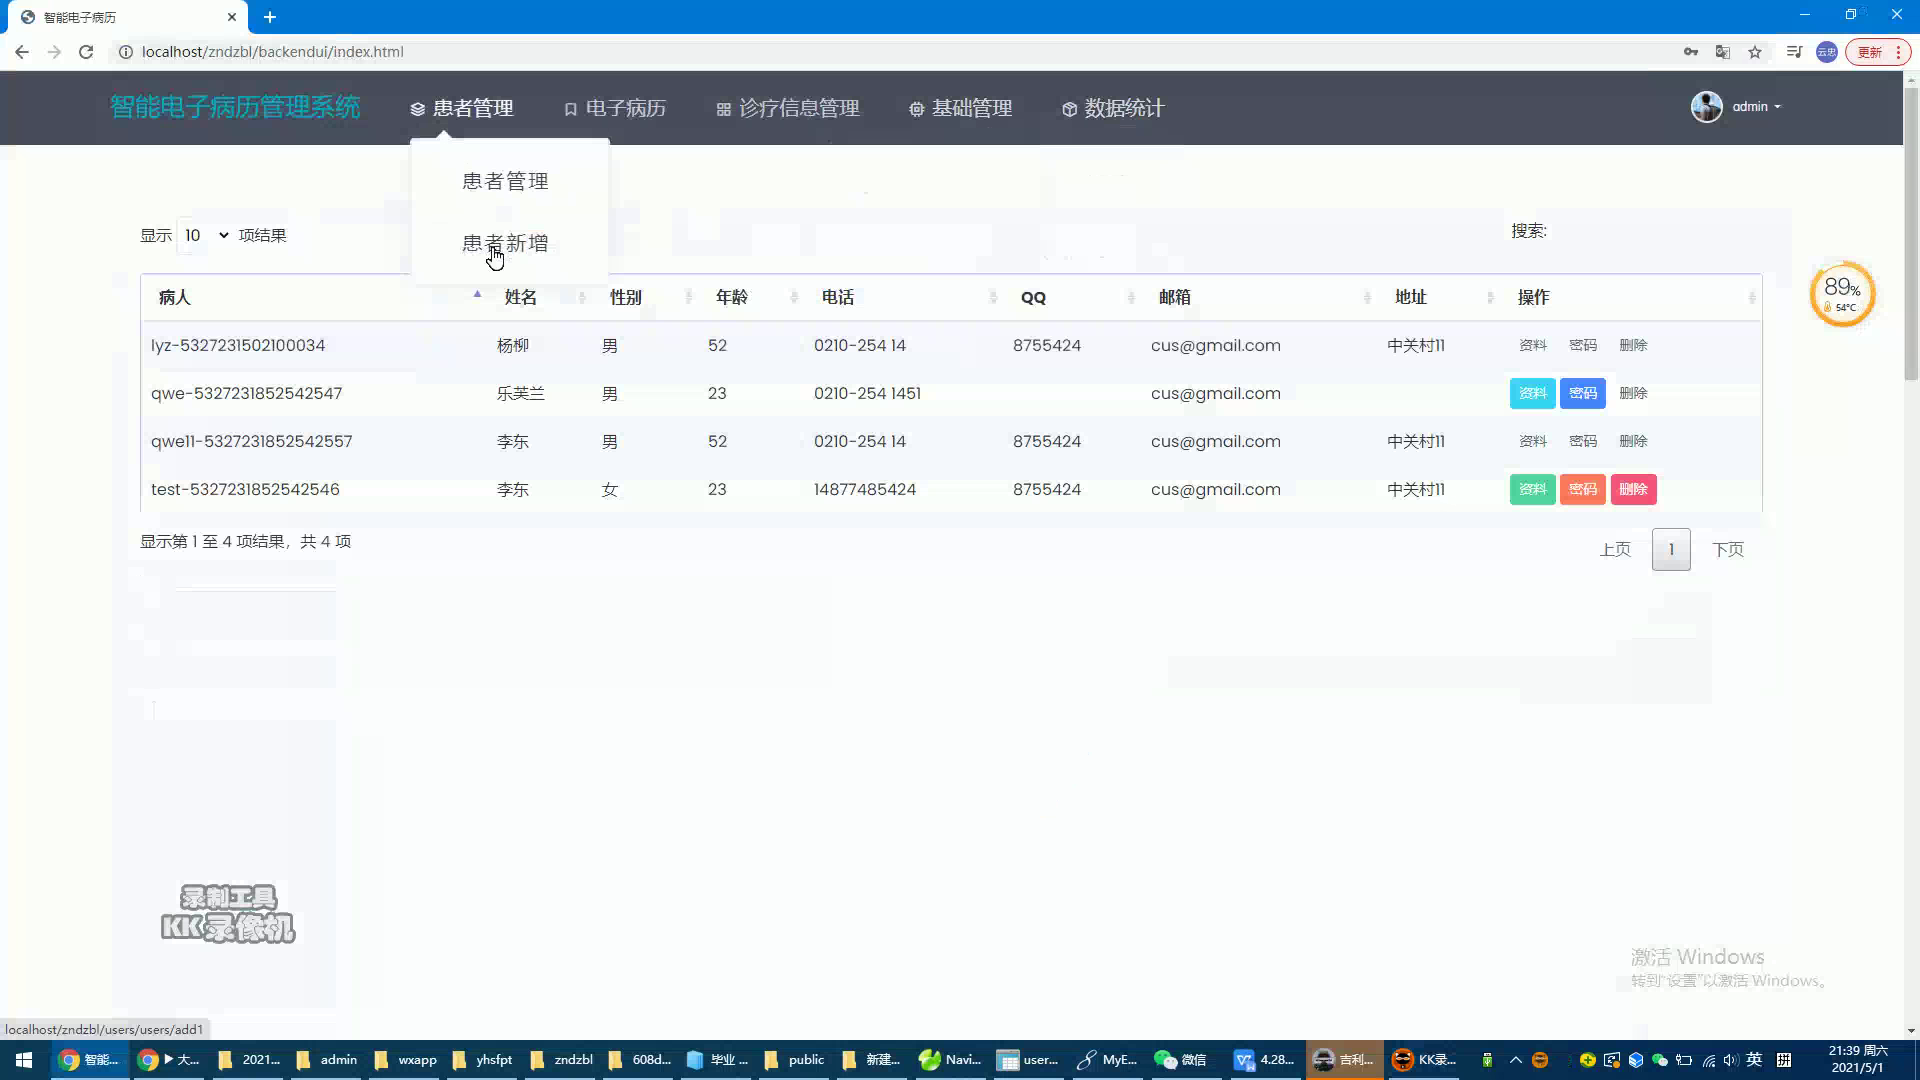 智能电子病历
localhost/zndzbl/backendui/index.html
更新
智能电子病历管理系统 患者管理 电子病历 诊疗信息管理 基础管理 数据统计 admin
患者管理
患者新增
显示 10 项结果
搜索:
病人 姓名 性别 年龄 电话 QQ 邮箱 地址 操作
lyz-5327231502100034 杨柳 男 52 0210-254 14 8755424 cus@gmail.com 中关村11 资料 密码 删除
qwe-5327231852542547 乐芙兰 男 23 0210-254 1451 cus@gmail.com 资料 密码 删除
qwe11-5327231852542557 李东 男 52 0210-254 14 8755424 cus@gmail.com 中关村11 资料 密码 删除
test-5327231852542546 李东 女 23 14877485424 8755424 cus@gmail.com 中关村11 资料 密码 删除
显示第 1 至 4 项结果，共 4 项
上页 1 下页
89%
54°C
录制工具
KK录像机
激活 Windows
转到"设置"以激活 Windows。
localhost/zndzbl/users/users/add1
智能... 大... 2021... admin wxapp yhsfpt zndzbl 608d... 毕业 ... public 新建... Navi... user... MyE... 微信 4.28... 吉利... KK录... 英 拼
21:39 周六
2021/5/1